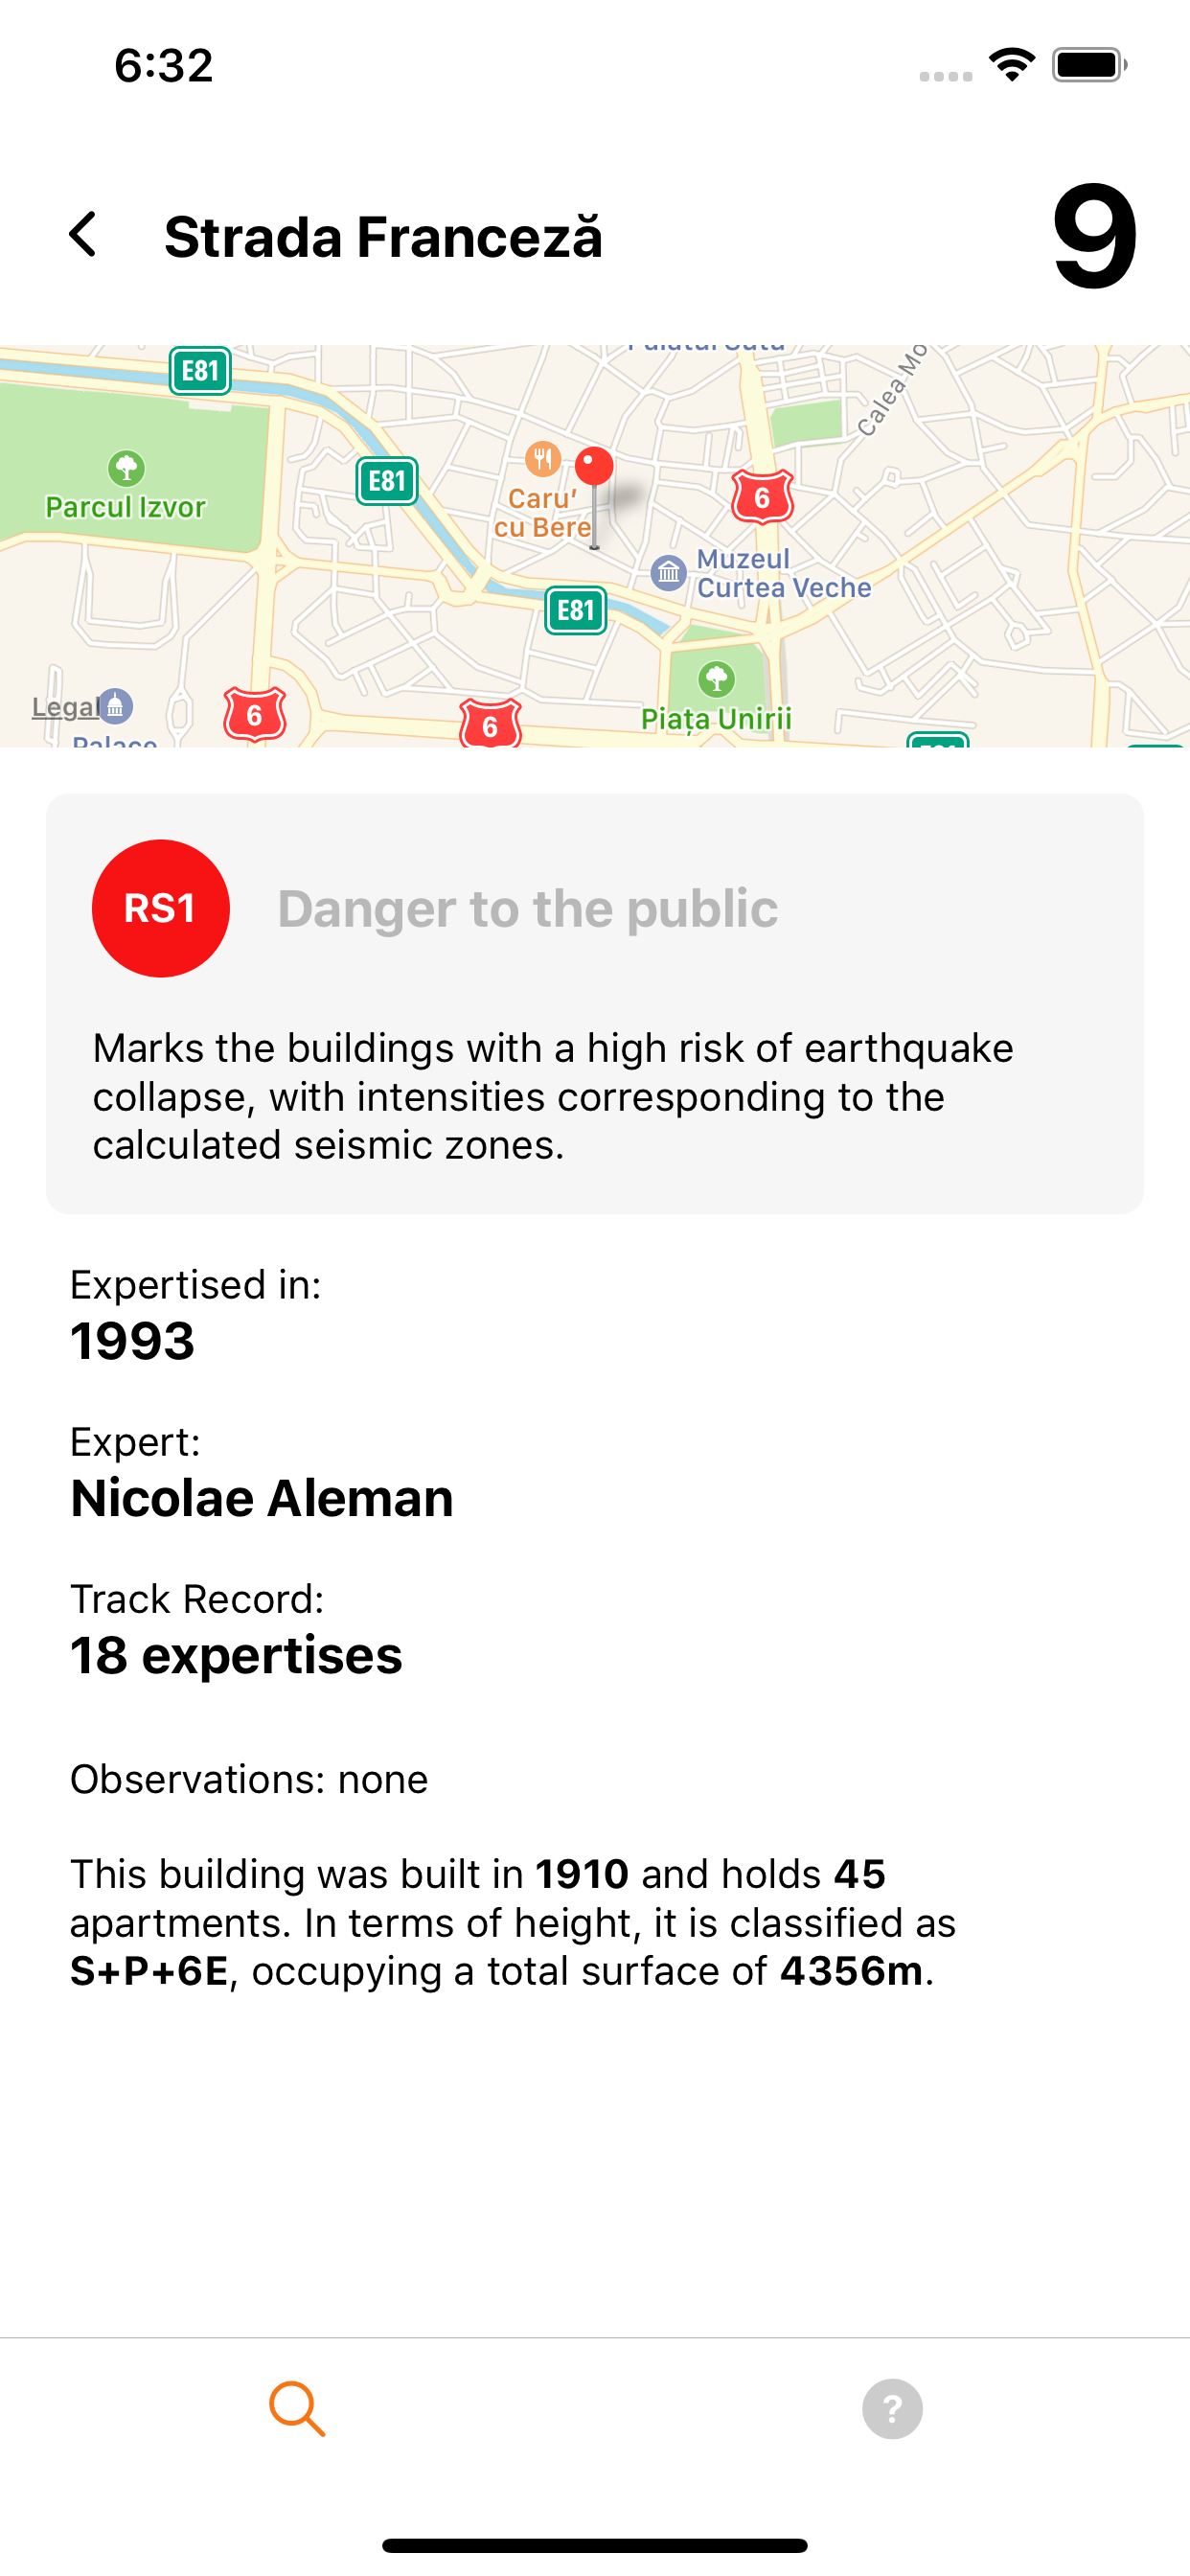 6:32
Strada Franceză
9
E81
Calea Mo
Parcul Izvor
E81
Caru'
cu Bere
6
Muzeul
Curtea Veche
E81
Legal
6
6
Piața Unirii
Palace
RS1
Danger to the public
Marks the buildings with a high risk of earthquake
collapse, with intensities corresponding to the
calculated seismic zones.
Expertised in:
1993
Expert:
Nicolae Aleman
Track Record:
18 expertises
Observations: none
This building was built in 1910 and holds 45
apartments. In terms of height, it is classified as
S+P+6E, occupying a total surface of 4356m.
?